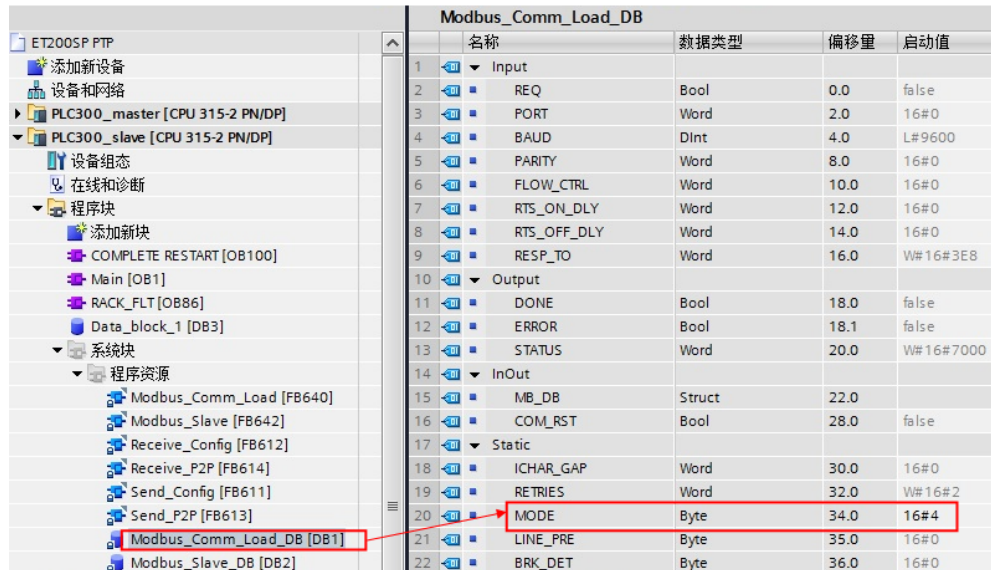 Modbus_Comm_Load_DB
ET200SP PTP
添加新设备
设备和网络
PLC300_master [CPU 315-2 PN/DP]
PLC300_slave [CPU 315-2 PN/DP]
设备组态
在线和诊断
程序块
添加新块
COMPLETE RESTART [OB100]
Main [OB1]
RACK_FLT [OB86]
Data_block_1 [DB3]
系统块
程序资源
Modbus_Comm_Load [FB640]
Modbus_Slave [FB642]
Receive_Config [FB612]
Receive_P2P [FB614]
Send_Config [FB611]
Send_P2P [FB613]
Modbus_Comm_Load_DB [DB1]
Modbus_Slave_DB [DB2]
名称 数据类型 偏移量 启动值
1 Input
2 REQ Bool 0.0 false
3 PORT Word 2.0 16#0
4 BAUD DInt 4.0 L#9600
5 PARITY Word 8.0 16#0
6 FLOW_CTRL Word 10.0 16#0
7 RTS_ON_DLY Word 12.0 16#0
8 RTS_OFF_DLY Word 14.0 16#0
9 RESP_TO Word 16.0 W#16#3E8
10 Output
11 DONE Bool 18.0 false
12 ERROR Bool 18.1 false
13 STATUS Word 20.0 W#16#7000
14 InOut
15 MB_DB Struct 22.0
16 COM_RST Bool 28.0 false
17 Static
18 ICHAR_GAP Word 30.0 16#0
19 RETRIES Word 32.0 W#16#2
20 MODE Byte 34.0 16#4
21 LINE_PRE Byte 35.0 16#0
22 BRK_DET Byte 36.0 16#0